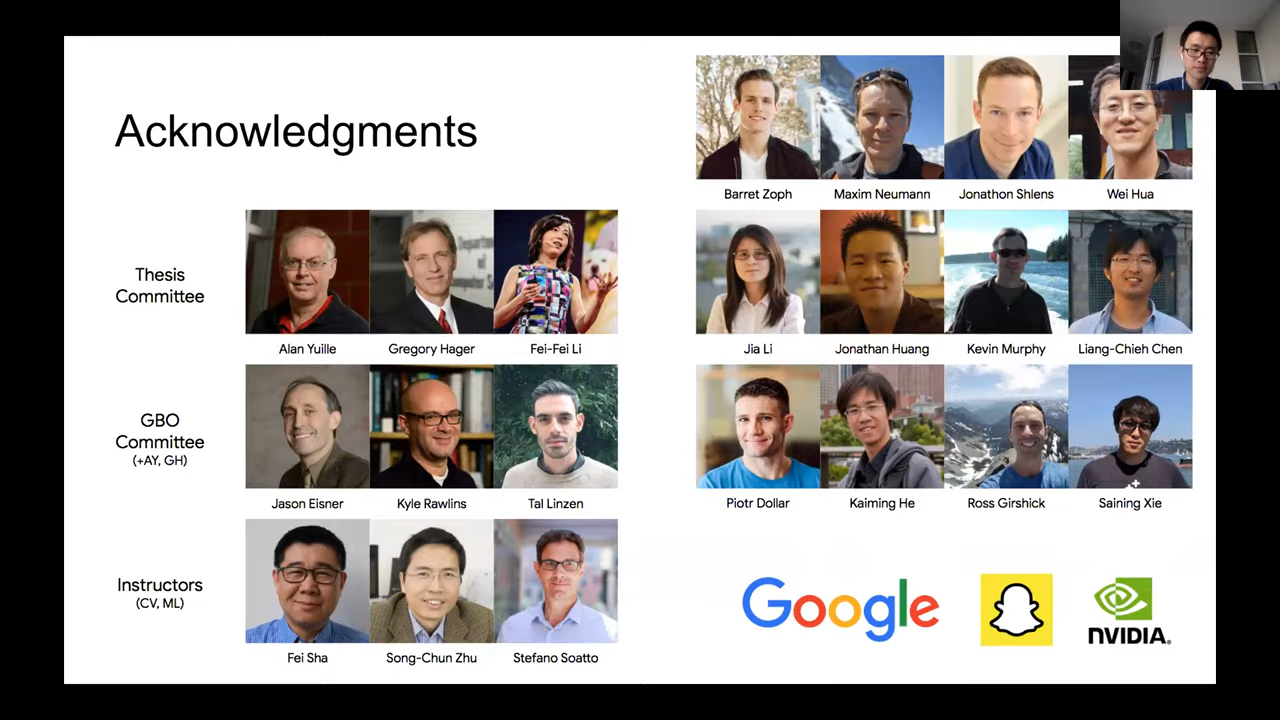 Acknowledgments
Thesis
Committee
Alan Yuille
Gregory Hager
Fei-Fei Li
GBO
Committee
(+AY, GH)
Jason Eisner
Kyle Rawlins
Tal Linzen
Instructors
(CV, ML)
Fei Sha
Song-Chun Zhu
Stefano Soatto
Barret Zoph
Maxim Neumann
Jonathon Shlens
Wei Hua
Jia Li
Jonathan Huang
Kevin Murphy
Liang-Chieh Chen
Piotr Dollar
Kaiming He
Ross Girshick
Saining Xie
Google
NVIDIA.